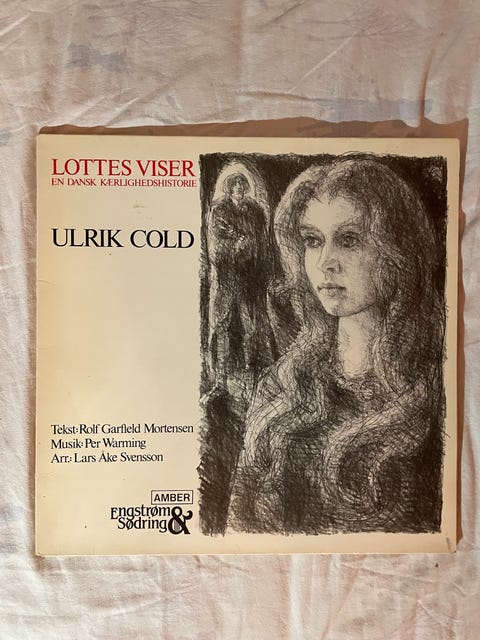 LOTTES VISER
EN DANSK KÆRLIGHEDSHISTORIE
ULRIK COLD
Tekst: Rolf Garfield Mortensen
Musik: Per Warming
Arr.: Lars Åke Svensson
AMBER
Engstrøm &
Sødring